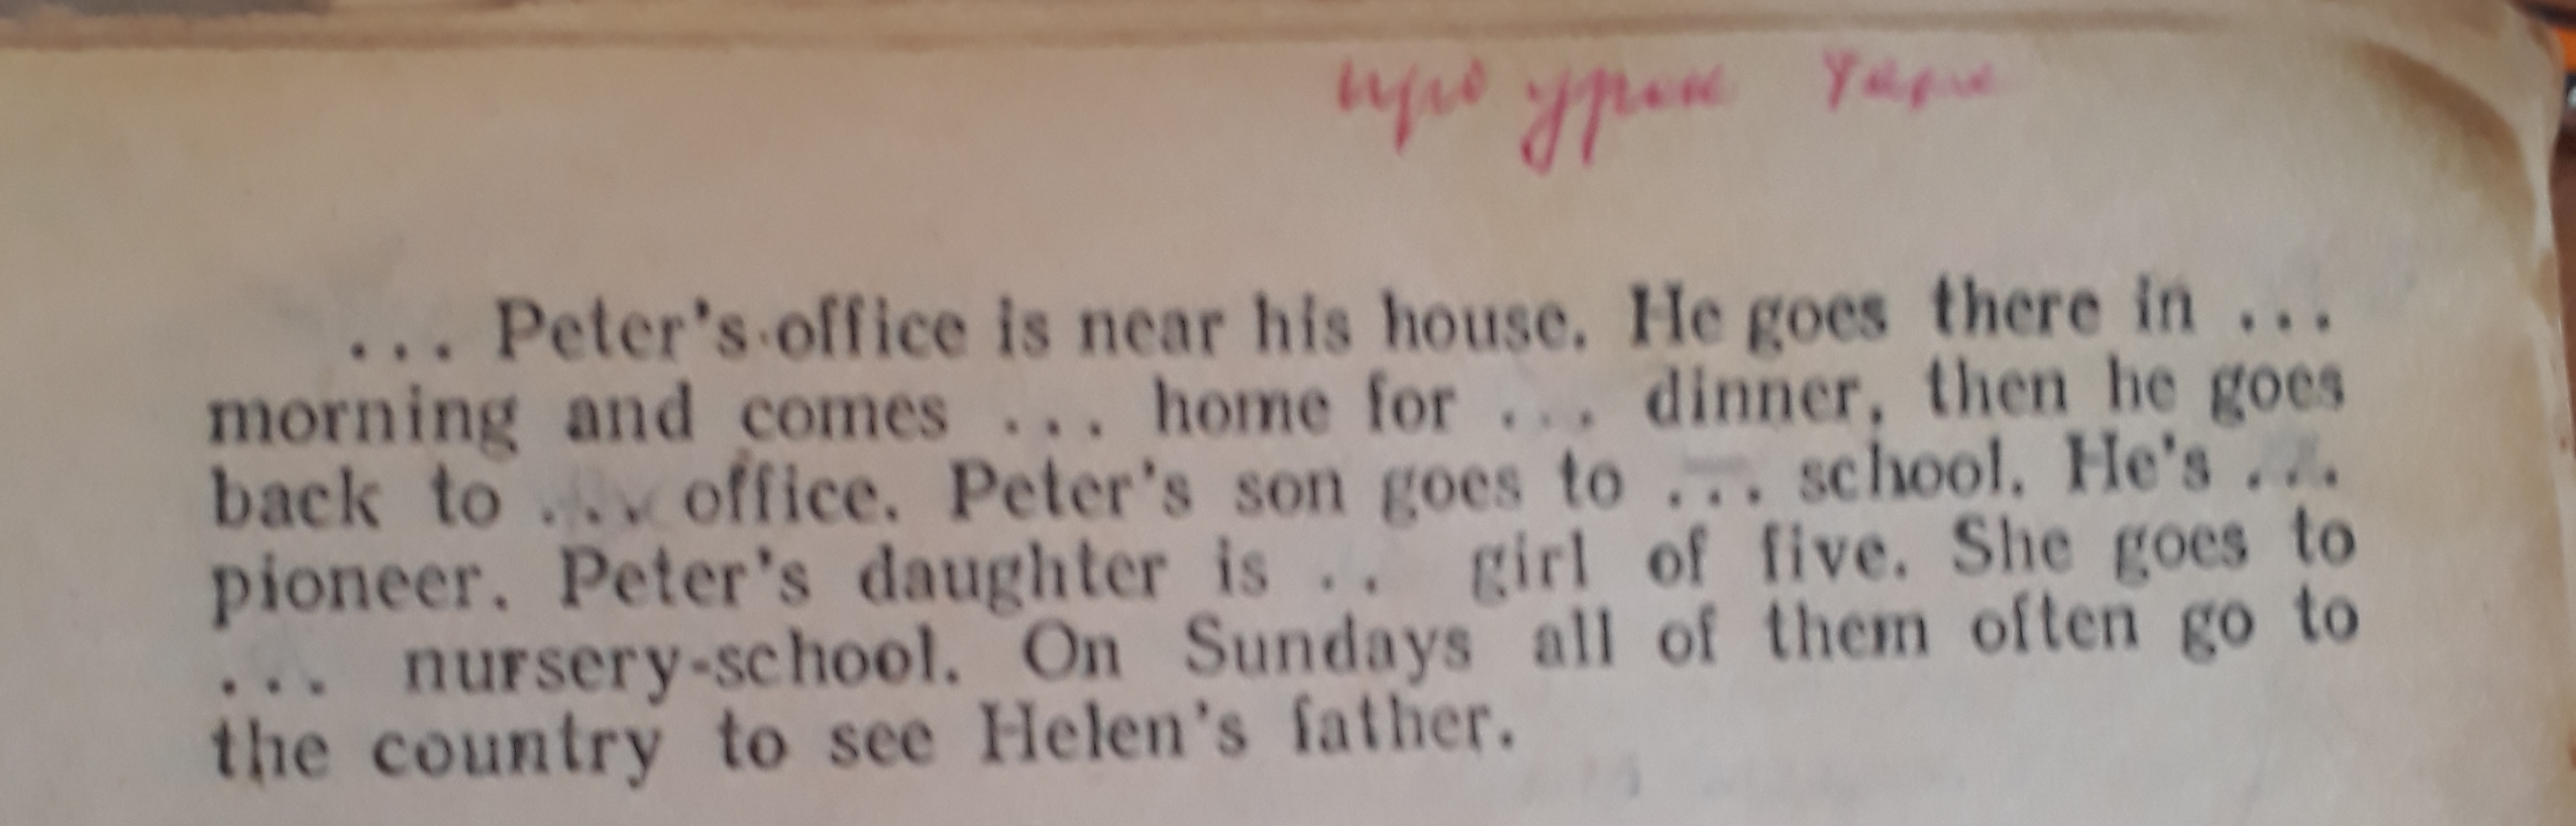 про урок
... Peter's office is near his house. He goes there in ...
morning and comes ... home for ... dinner, then he goes
back to ... office. Peter's son goes to ... school. He's ...
pioneer. Peter's daughter is .. girl of five. She goes to
... nursery-school. On Sundays all of them often go to
the country to see Helen's father.